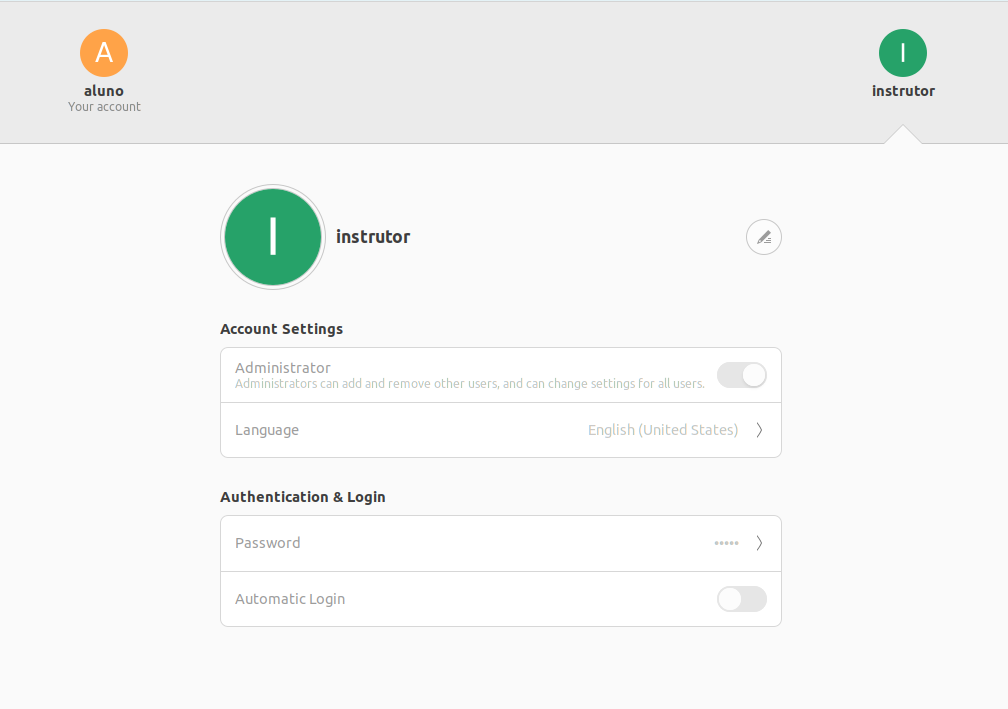 A
aluno
Your account
I
instrutor
I
instrutor
Account Settings
Administrator
Administrators can add and remove other users, and can change settings for all users.
Language English (United States)
Authentication & Login
Password •••••
Automatic Login